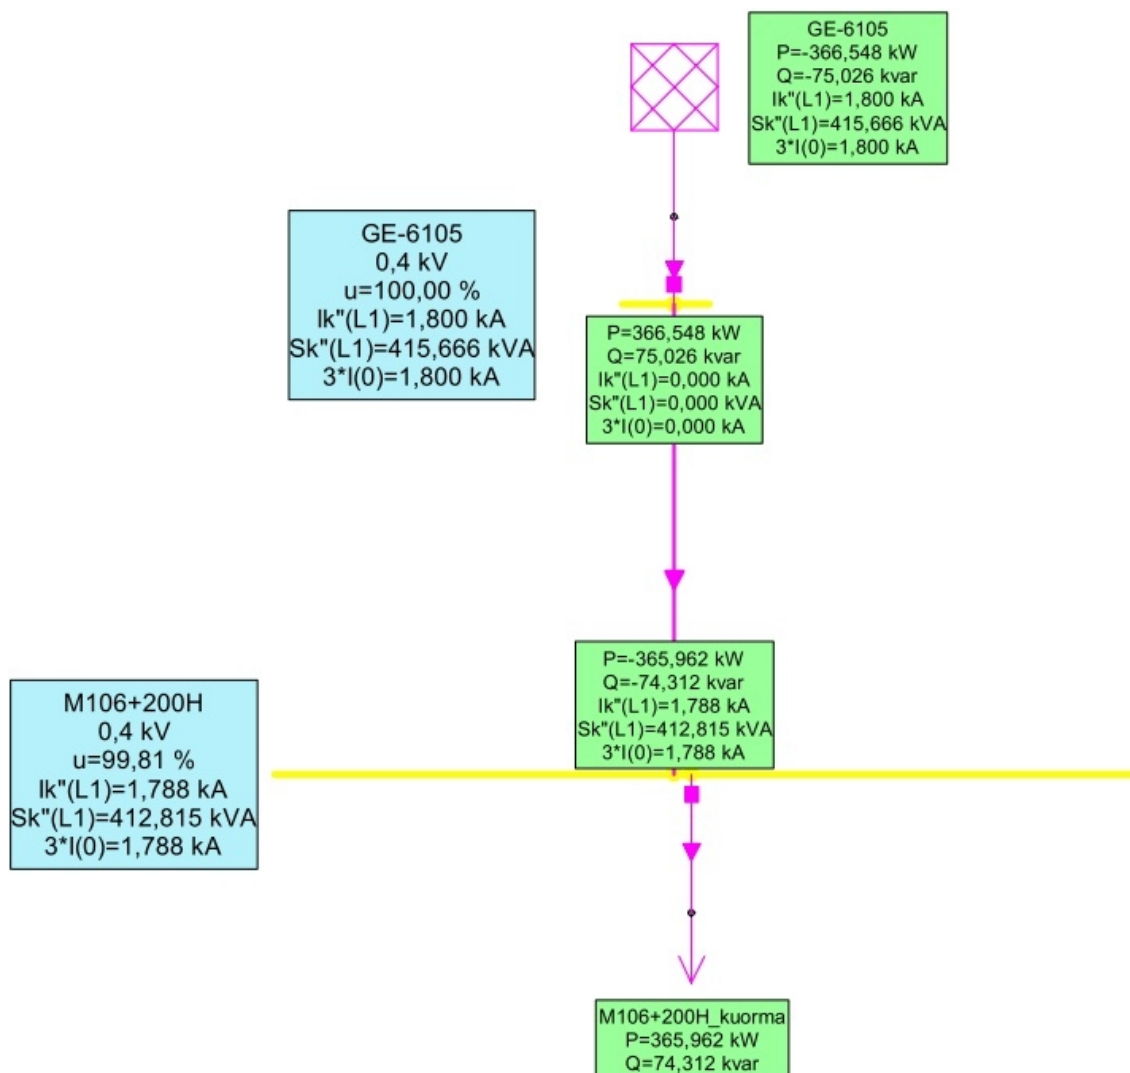 GE-6105
P=-366,548 kW
Q=-75,026 kvar
Ik"(L1)=1,800 kA
Sk"(L1)=415,666 kVA
3*I(0)=1,800 kA
GE-6105
0,4 kV
u=100,00 %
Ik"(L1)=1,800 kA
Sk"(L1)=415,666 kVA
3*I(0)=1,800 kA
P=366,548 kW
Q=75,026 kvar
Ik"(L1)=0,000 kA
Sk"(L1)=0,000 kVA
3*I(0)=0,000 kA
P=-365,962 kW
Q=-74,312 kvar
Ik"(L1)=1,788 kA
Sk"(L1)=412,815 kVA
3*I(0)=1,788 kA
M106+200H
0,4 kV
u=99,81 %
Ik"(L1)=1,788 kA
Sk"(L1)=412,815 kVA
3*I(0)=1,788 kA
M106+200H_kuorma
P=365,962 kW
Q=74,312 kvar